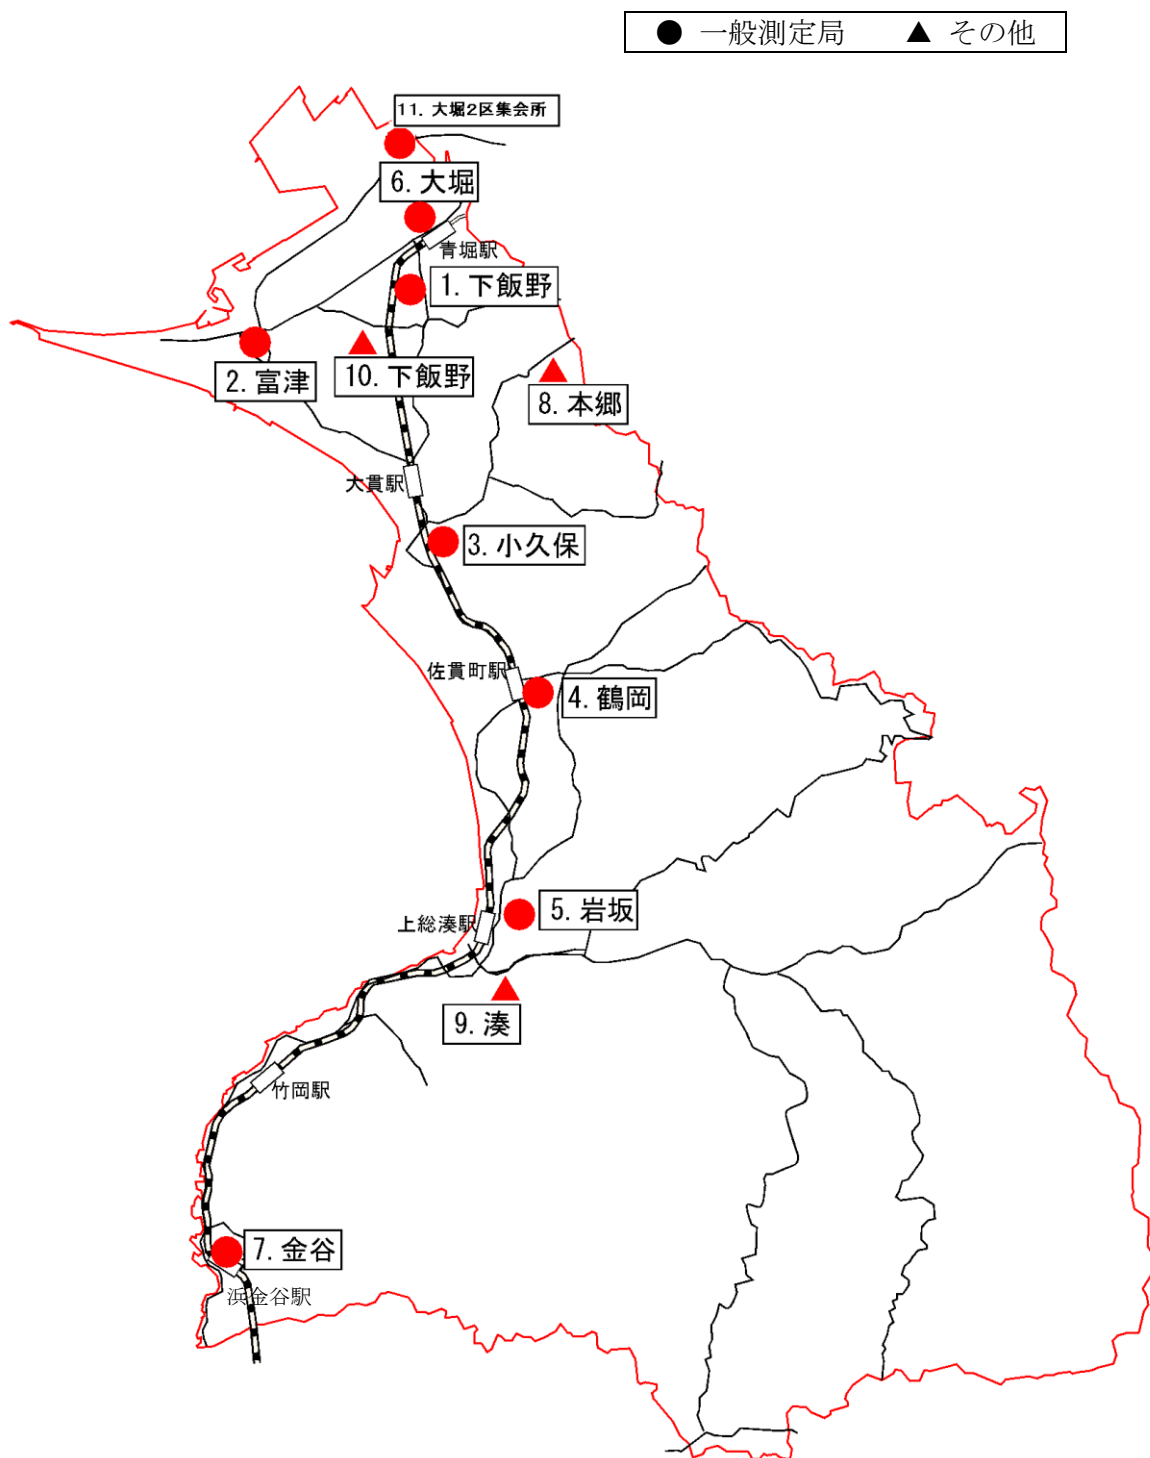 ● 一般測定局 ▲ その他
11. 大堀2区集会所
6. 大堀
青堀駅
1. 下飯野
2. 富津
10. 下飯野
8. 本郷
大貫駅
3. 小久保
佐貫町駅
4. 鶴岡
5. 岩坂
上総湊駅
9. 湊
竹岡駅
7. 金谷
浜金谷駅